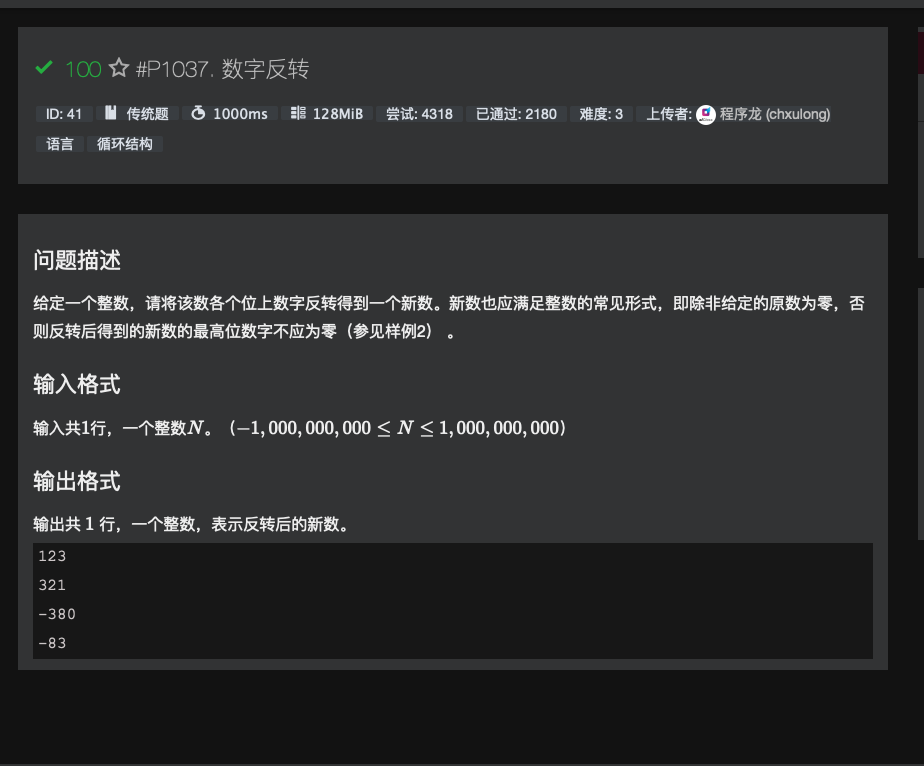 100 #P1037. 数字反转
ID: 41 传统题 1000ms 128MiB 尝试: 4318 已通过: 2180 难度: 3 上传者: 程序龙 (chxulong)
语言 循环结构
问题描述
给定一个整数，请将该数各个位上数字反转得到一个新数。新数也应满足整数的常见形式，即除非给定的原数为零，否
则反转后得到的新数的最高位数字不应为零（参见样例2） 。
输入格式
输入共1行，一个整数N。（−1,000,000,000 ≤ N ≤ 1,000,000,000）
输出格式
输出共 1 行，一个整数，表示反转后的新数。
123
321
-380
-83